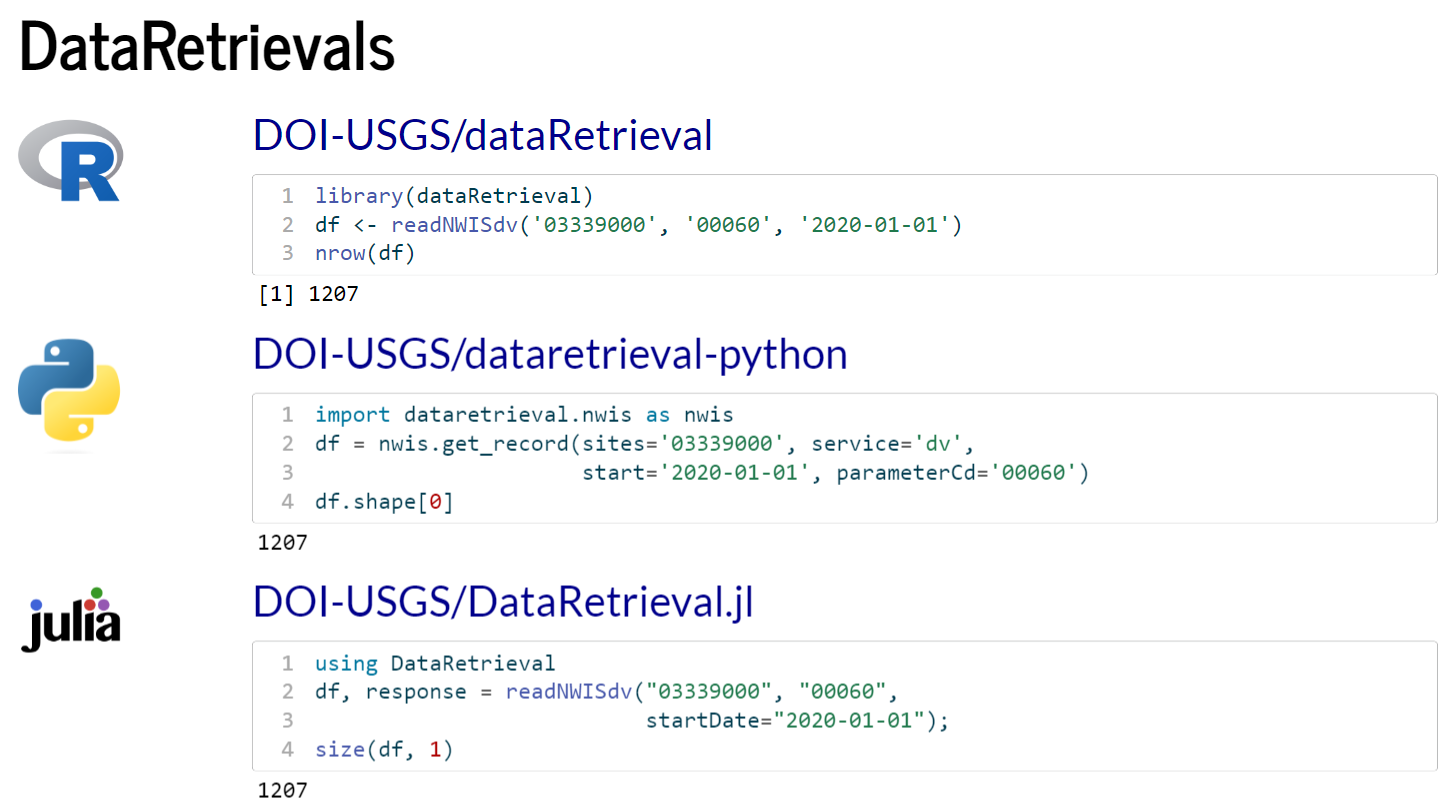 DataRetrievals
R
DOI-USGS/dataRetrieval
1 library(dataRetrieval)
2 df <- readNWISdv('03339000', '00060', '2020-01-01')
3 nrow(df)
[1] 1207
DOI-USGS/dataretrieval-python
1 import dataretrieval.nwis as nwis
2 df = nwis.get_record(sites='03339000', service='dv',
3                      start='2020-01-01', parameterCd='00060')
4 df.shape[0]
1207
julia
DOI-USGS/DataRetrieval.jl
1 using DataRetrieval
2 df, response = readNWISdv("03339000", "00060",
3                           startDate="2020-01-01");
4 size(df, 1)
1207